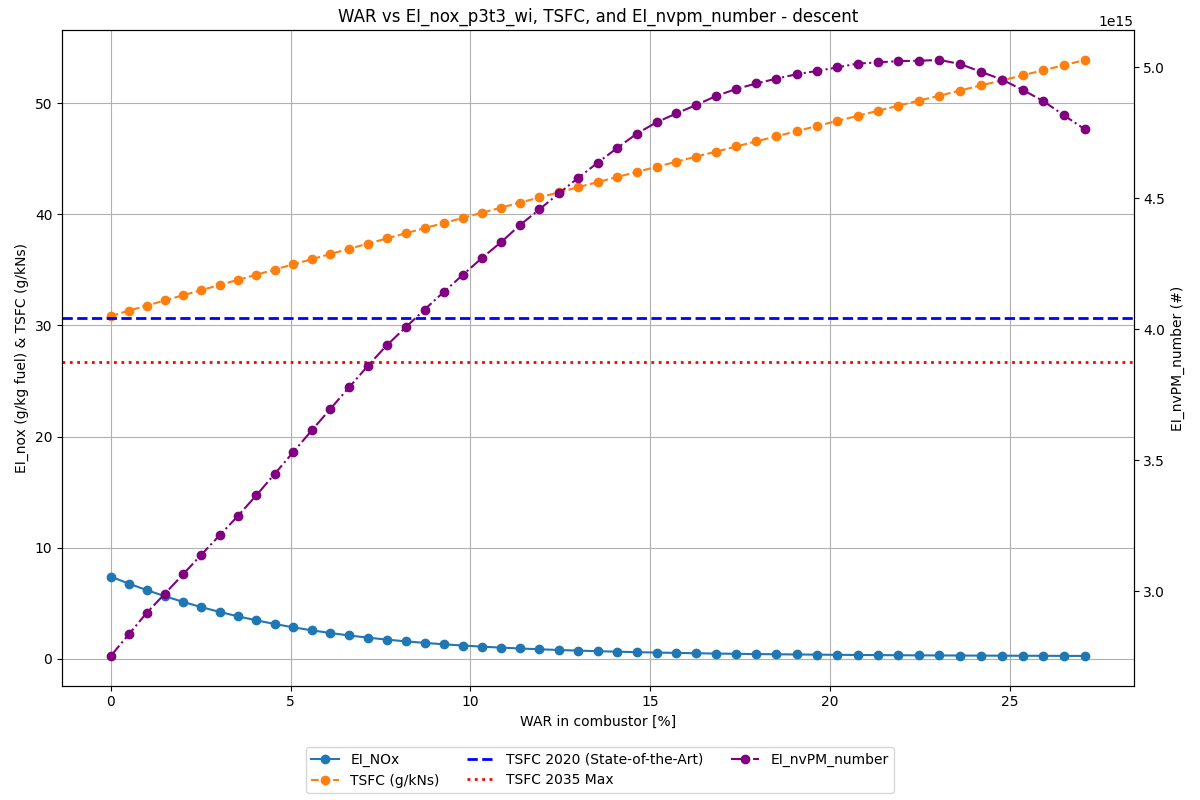 WAR vs EI_nox_p3t3_wi, TSFC, and EI_nvpm_number - descent
1e15
EI_nox (g/kg fuel) & TSFC (g/kNs)
50
40
30
20
10
0
5.0
4.5
4.0
3.5
3.0
EI_nvPM_number (#)
0 5 10 15 20 25
WAR in combustor [%]
EI_NOx
TSFC (g/kNs)
TSFC 2020 (State-of-the-Art)
TSFC 2035 Max
EI_nvPM_number